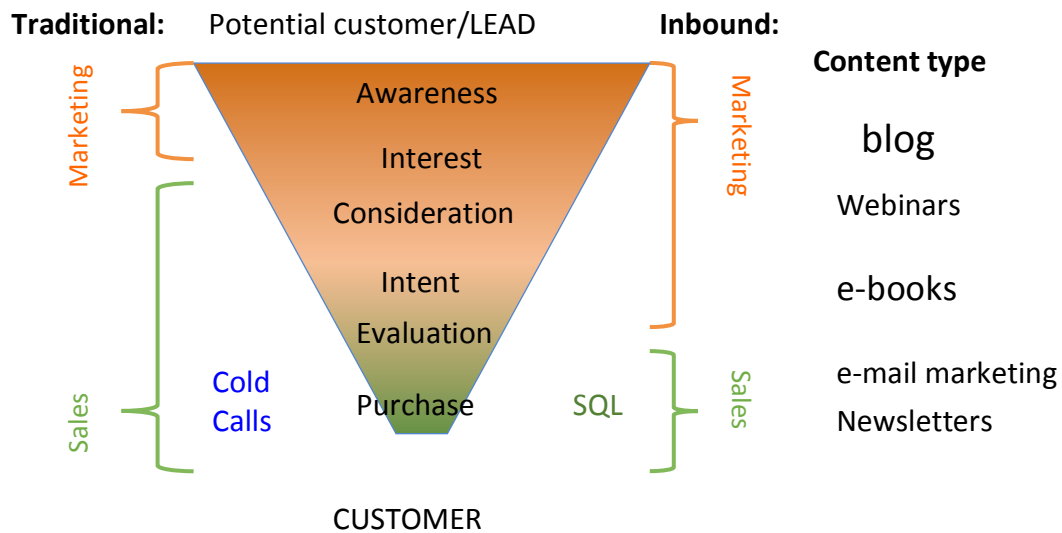 Traditional: Potential customer/LEAD Inbound:
Content type
Marketing
Sales
Awareness
Interest
Consideration
Intent
Evaluation
Purchase
Cold
Calls
SQL
Marketing
Sales
blog
Webinars
e-books
e-mail marketing
Newsletters
CUSTOMER